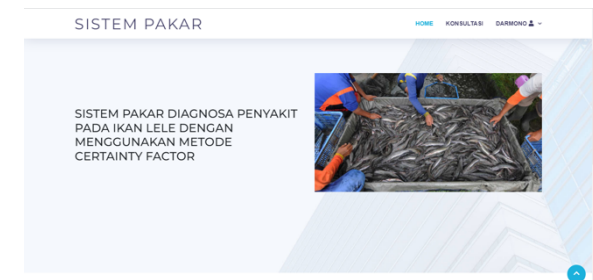 SISTEM PAKAR
HOME KONSULTASI DARMONO
SISTEM PAKAR DIAGNOSA PENYAKIT
PADA IKAN LELE DENGAN
MENGGUNAKAN METODE
CERTAINTY FACTOR